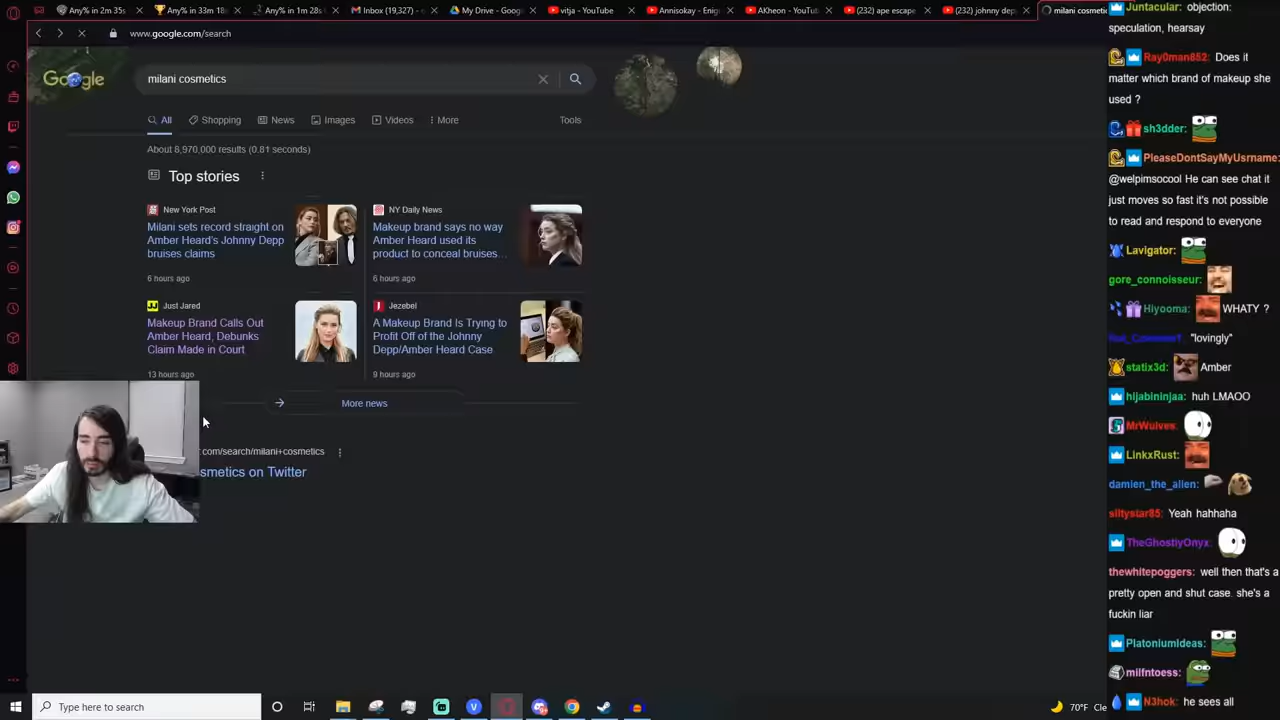 Any% in 2m 35s
Any% in 33m 18
Any% in 1m 28s
Inbox (19,327) -
My Drive - Goog
vitja - YouTube
Annisokay - Enig
AKheon - YouTu
(232) ape escape
(232) johnny dep
milani cosmetic
www.google.com/search
Google
milani cosmetics
All
Shopping
News
Images
Videos
More
Tools
About 8,970,000 results (0.81 seconds)
Top stories
New York Post
Milani sets record straight on
Amber Heard's Johnny Depp
bruises claims
6 hours ago
NY Daily News
Makeup brand says no way
Amber Heard used its
product to conceal bruises...
6 hours ago
Just Jared
Makeup Brand Calls Out
Amber Heard, Debunks
Claim Made in Court
13 hours ago
Jezebel
A Makeup Brand Is Trying to
Profit Off of the Johnny
Depp/Amber Heard Case
9 hours ago
More news
.com/search/milani+cosmetics
smetics on Twitter
Juntacular: objection:
speculation, hearsay
Ray0man852: Does it
matter which brand of makeup she
used ?
sh3dder:
PleaseDontSayMyUsrname:
@welpimsocool! He can see chat it
just moves so fast it's not possible
to read and respond to everyone
Lavigator:
gore_connoisseur:
Hiyooma: WHATY ?
"lovingly"
statix3d: Amber
hijabininjaa: huh LMAOO
MrWulves:
LinkxRust:
damien_the_alien:
siltystar85: Yeah hahhaha
TheGhostlyOnyx:
thewhitepoggers: well then that's a
pretty open and shut case. she's a
fuckin liar
PlatoniumIdeas:
milfntoess:
N3hok: he sees all
Type here to search
70°F Cle